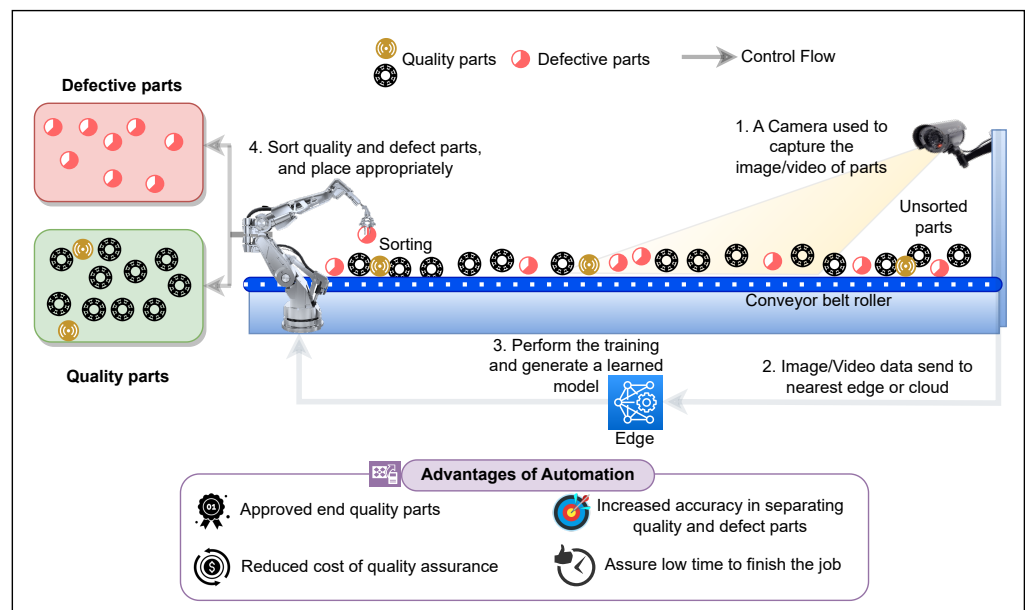 Quality parts
Defective parts
Control Flow
Defective parts
1. A Camera used to
capture the
image/video of parts
4. Sort quality and defect parts,
and place appropriately
Unsorted
parts
Sorting
Conveyor belt roller
Quality parts
3. Perform the training
and generate a learned
model
2. Image/Video data send to
nearest edge or cloud
Edge
Advantages of Automation
01
Approved end quality parts
Increased accuracy in separating
quality and defect parts
$
Reduced cost of quality assurance
Assure low time to finish the job